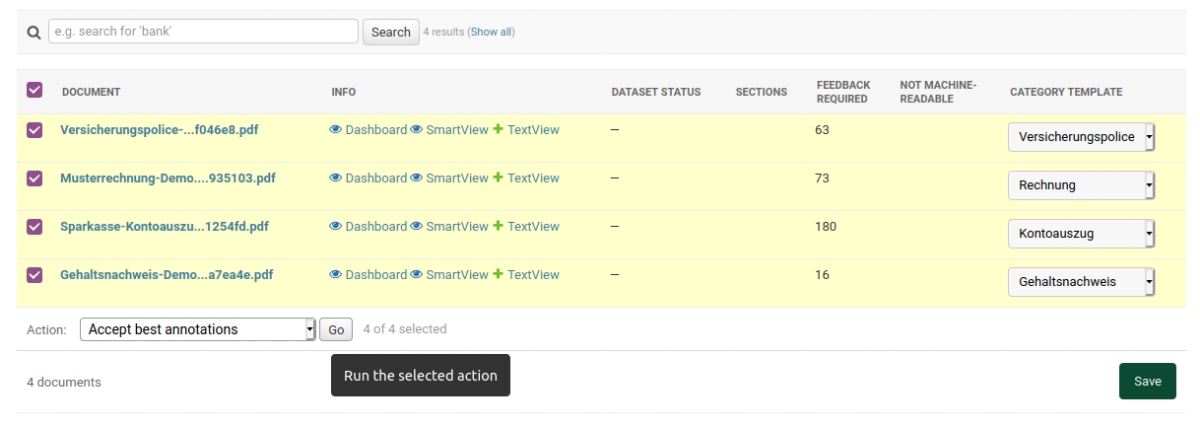 e.g. search for 'bank' Search 4 results (Show all)
DOCUMENT INFO DATASET STATUS SECTIONS FEEDBACK REQUIRED NOT MACHINE-READABLE CATEGORY TEMPLATE
Versicherungspolice-...f046e8.pdf Dashboard SmartView TextView – 63 Versicherungspolice
Musterrechnung-Demo....935103.pdf Dashboard SmartView TextView – 73 Rechnung
Sparkasse-Kontoauszu...1254fd.pdf Dashboard SmartView TextView – 180 Kontoauszug
Gehaltsnachweis-Demo...a7ea4e.pdf Dashboard SmartView TextView – 16 Gehaltsnachweis
Action: Accept best annotations Go 4 of 4 selected
Run the selected action
4 documents Save